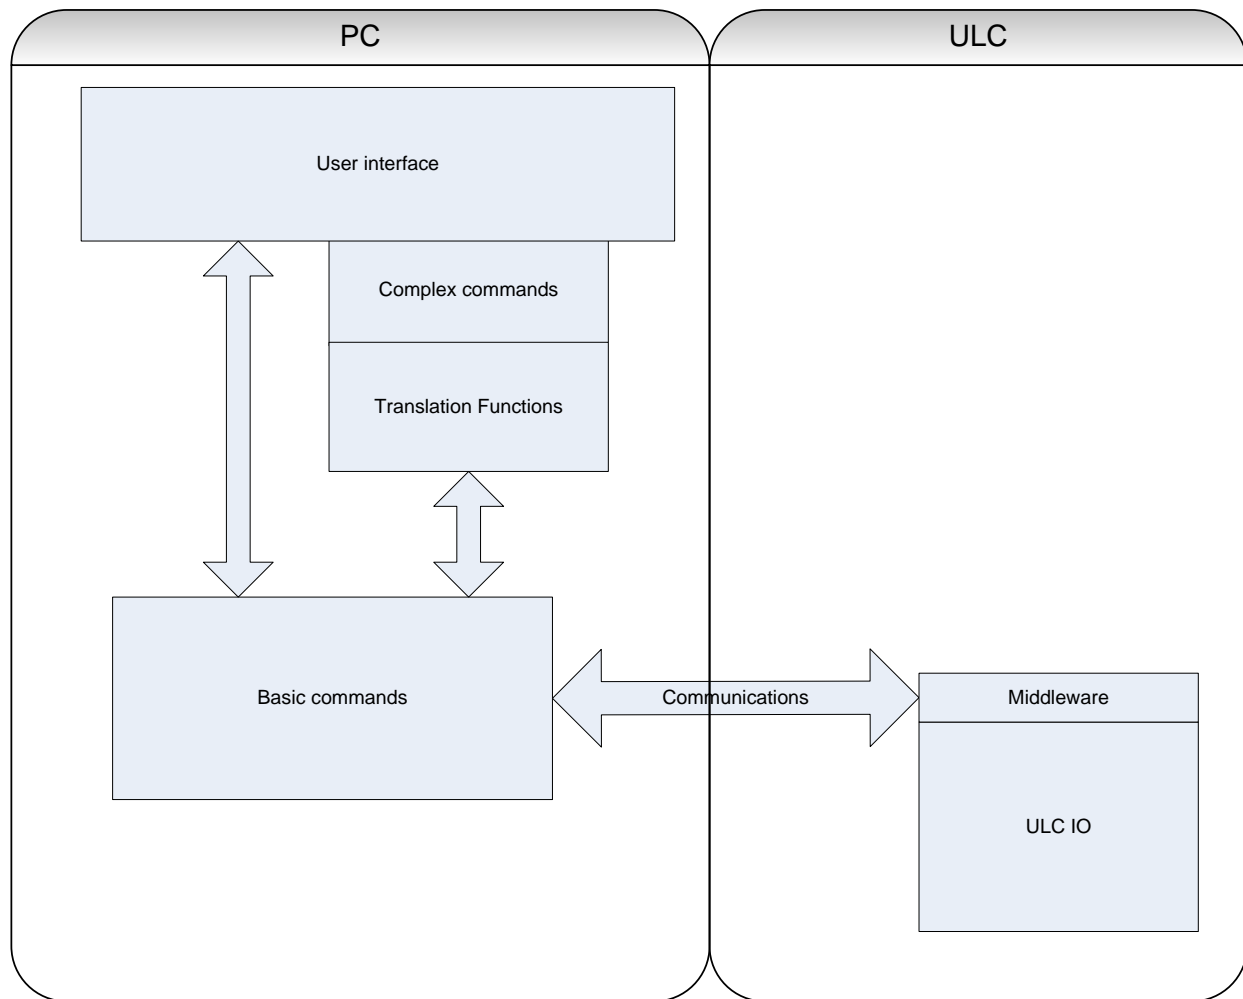 PC
ULC
User interface
Complex commands
Translation Functions
Basic commands
Communications
Middleware
ULC IO